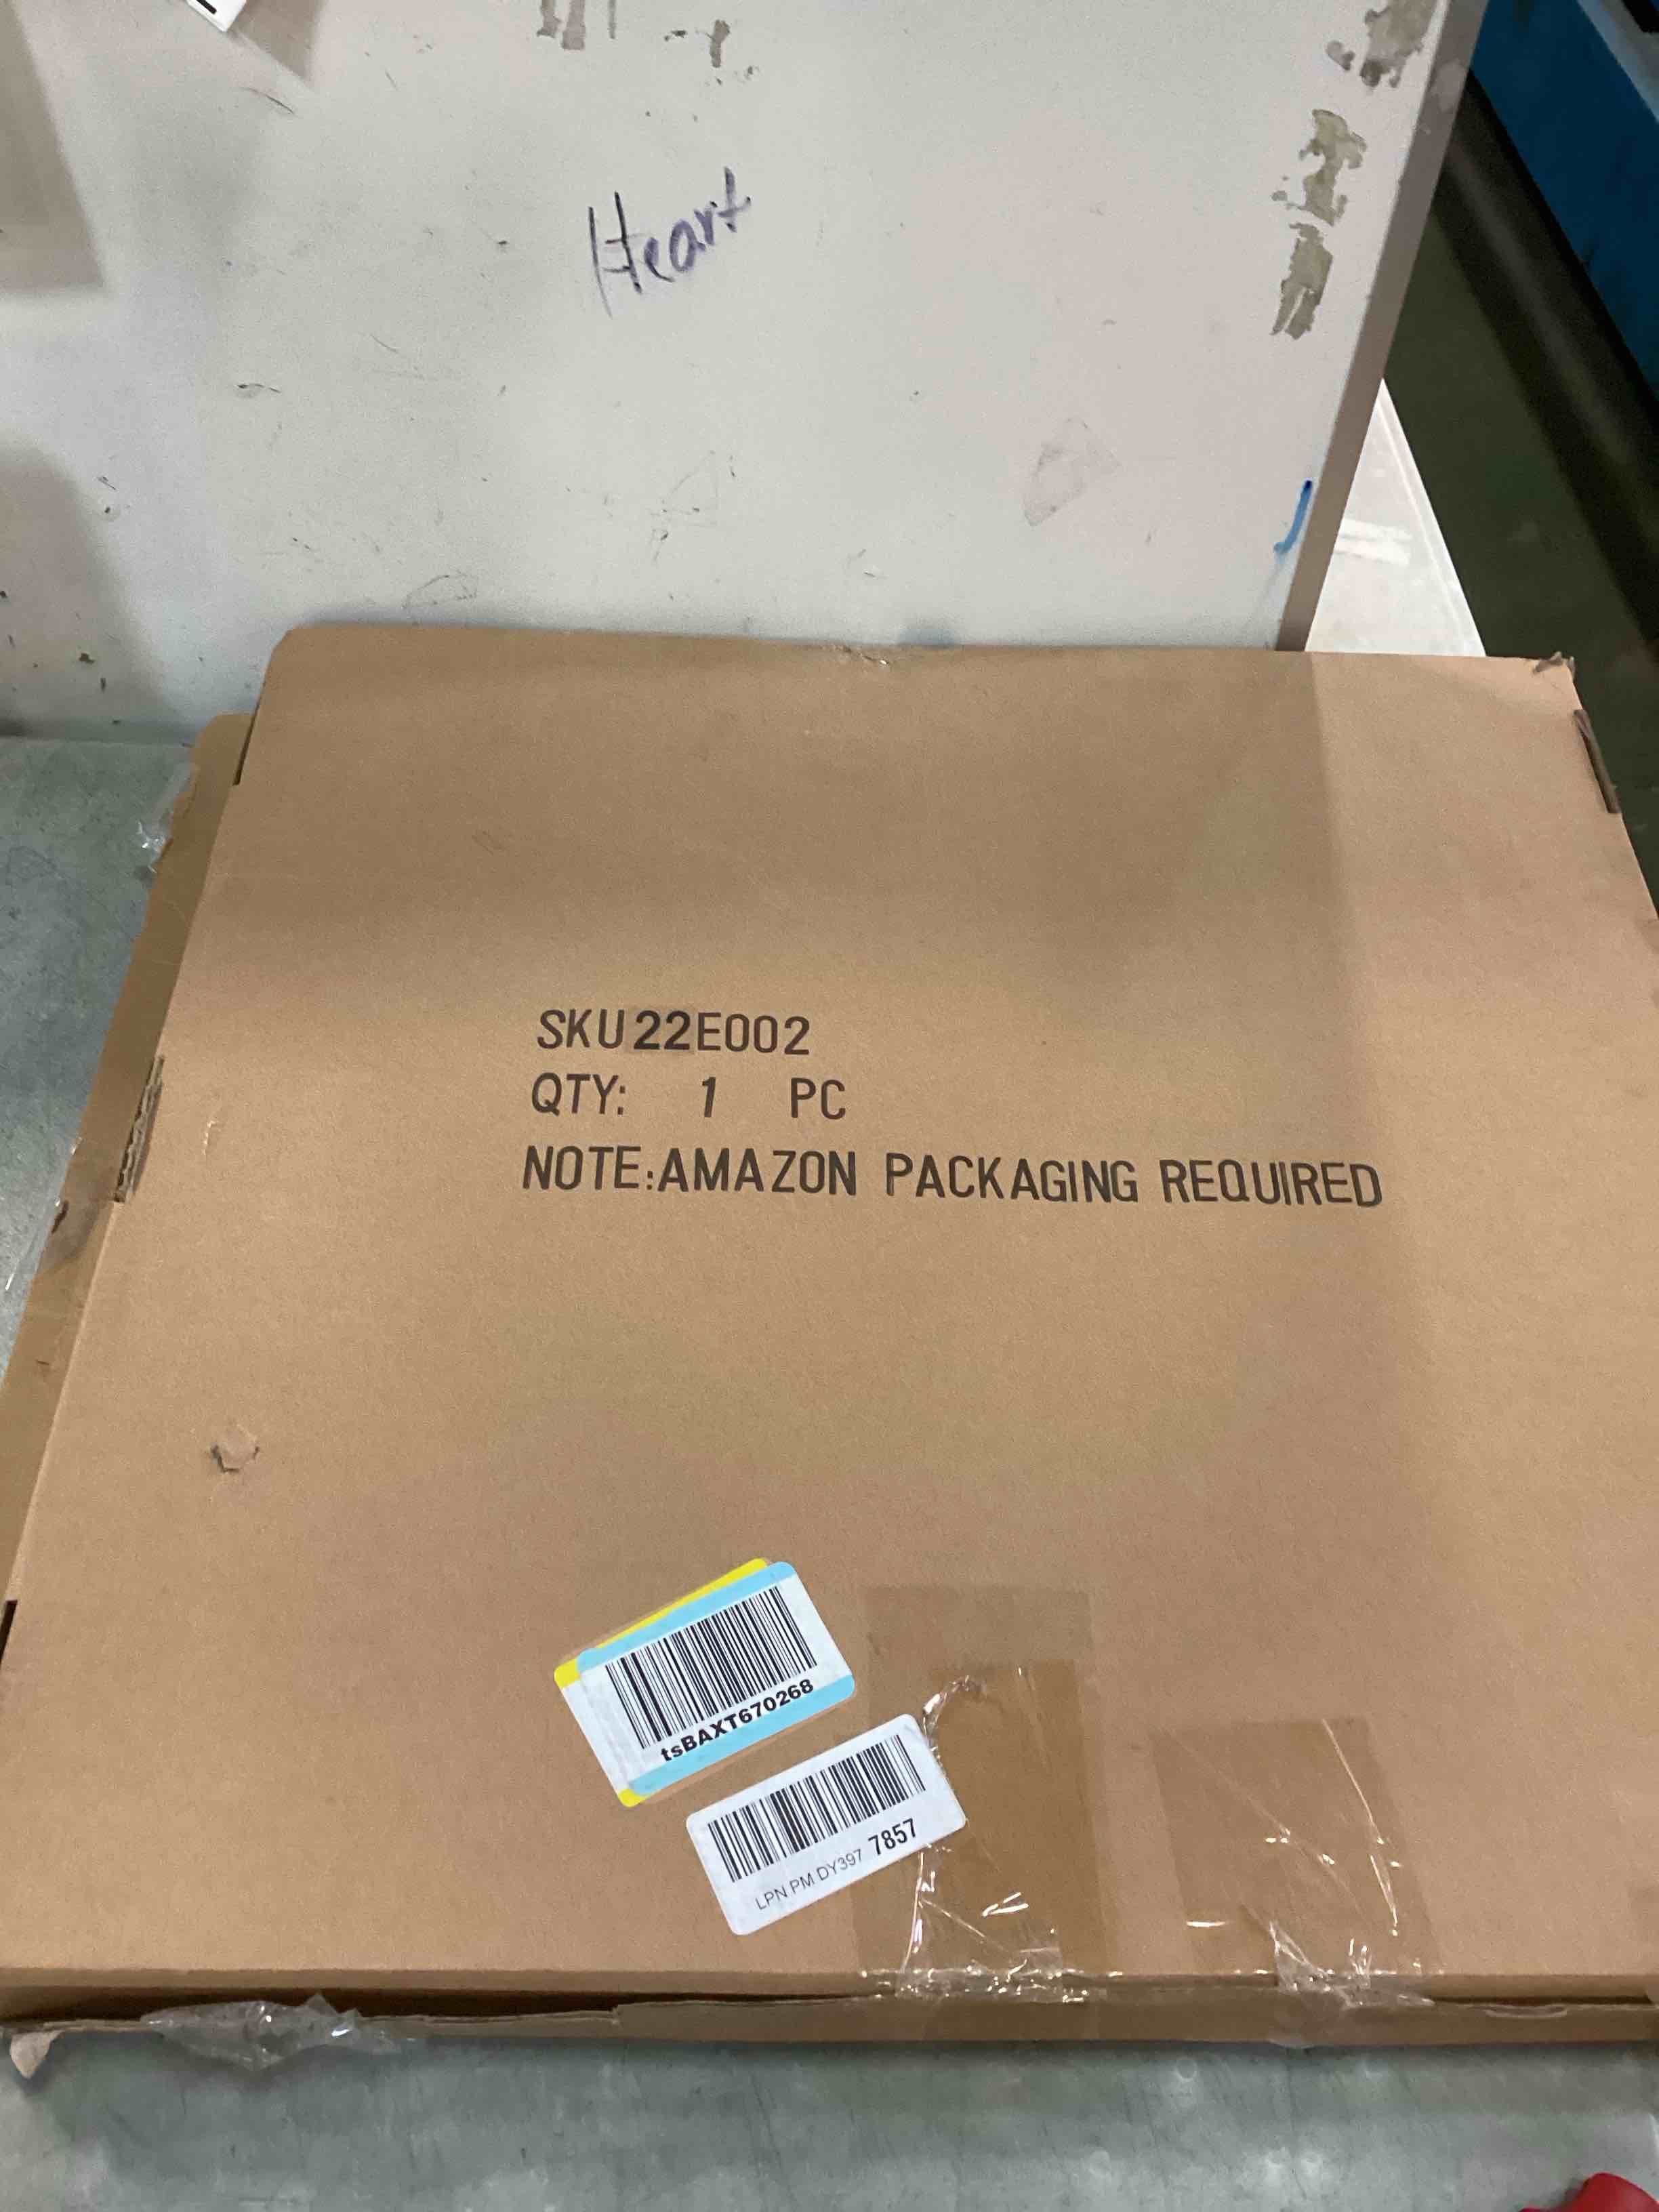 Heart
SKU22E002
QTY: 1 PC
NOTE:AMAZON PACKAGING REQUIRED
tsBAXT670268
LPN PM DY397 7857